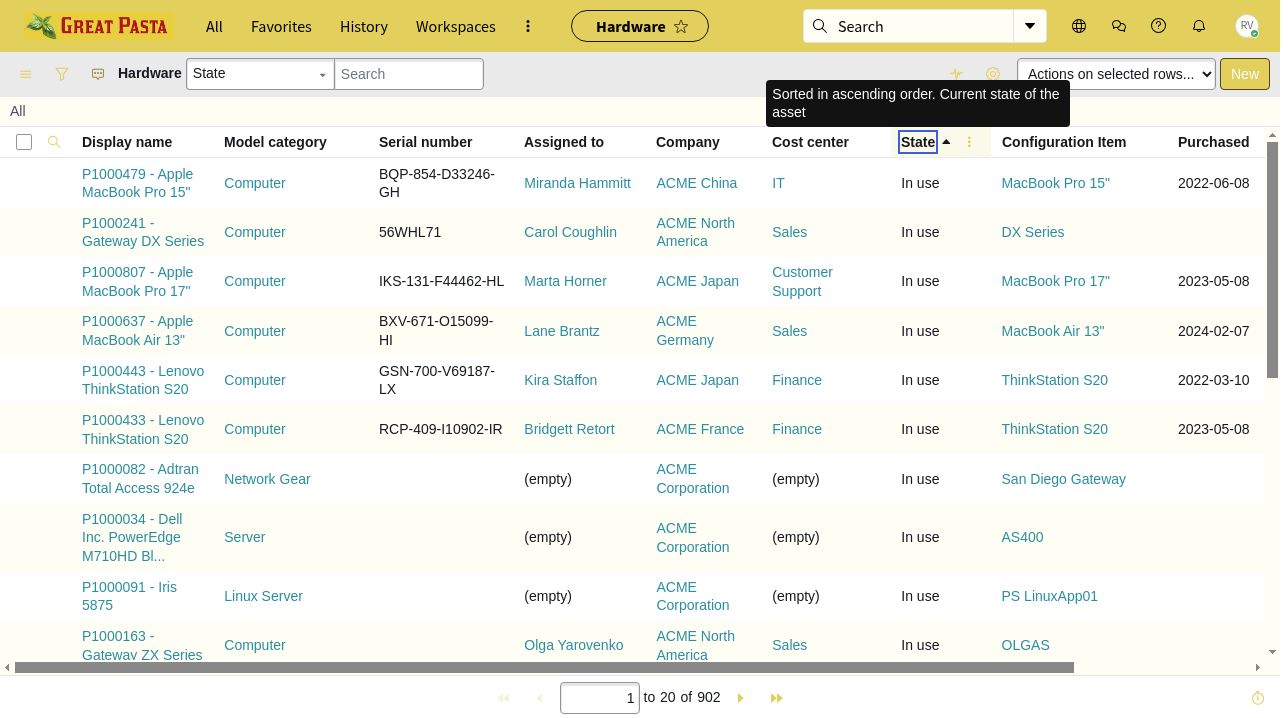 GREAT PASTA All Favorites History Workspaces Hardware Search RV
Hardware State Search Actions on selected rows... New
Sorted in ascending order. Current state of the
asset
All
Display name Model category Serial number Assigned to Company Cost center State Configuration Item Purchased
P1000479 - Apple
MacBook Pro 15" Computer BQP-854-D33246-
GH Miranda Hammitt ACME China IT In use MacBook Pro 15" 2022-06-08
P1000241 -
Gateway DX Series Computer 56WHL71 Carol Coughlin ACME North
America Sales In use DX Series
P1000807 - Apple
MacBook Pro 17" Computer IKS-131-F44462-HL Marta Horner ACME Japan Customer
Support In use MacBook Pro 17" 2023-05-08
P1000637 - Apple
MacBook Air 13" Computer BXV-671-O15099-
HI Lane Brantz ACME
Germany Sales In use MacBook Air 13" 2024-02-07
P1000443 - Lenovo
ThinkStation S20 Computer GSN-700-V69187-
LX Kira Staffon ACME Japan Finance In use ThinkStation S20 2022-03-10
P1000433 - Lenovo
ThinkStation S20 Computer RCP-409-I10902-IR Bridgett Retort ACME France Finance In use ThinkStation S20 2023-05-08
P1000082 - Adtran
Total Access 924e Network Gear (empty) ACME
Corporation (empty) In use San Diego Gateway
P1000034 - Dell
Inc. PowerEdge
M710HD Bl... Server (empty) ACME
Corporation (empty) In use AS400
P1000091 - Iris
5875 Linux Server (empty) ACME
Corporation (empty) In use PS LinuxApp01
P1000163 -
Gateway ZX Series Computer Olga Yarovenko ACME North
America Sales In use OLGAS
1 to 20 of 902